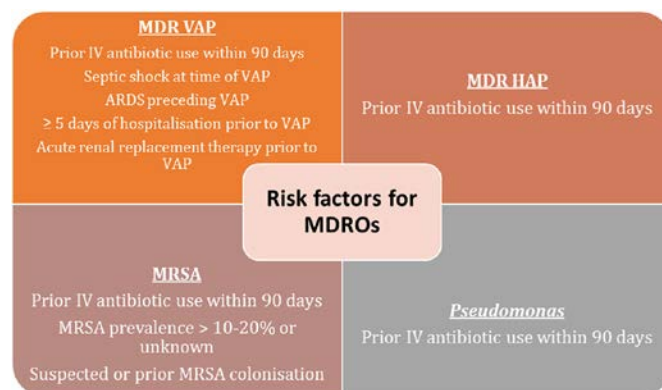 MDR VAP
Prior IV antibiotic use within 90 days
Septic shock at time of VAP
ARDS preceding VAP
≥ 5 days of hospitalisation prior to VAP
Acute renal replacement therapy prior to
VAP
MDR HAP
Prior IV antibiotic use within 90 days
Risk factors for
MDROs
MRSA
Prior IV antibiotic use within 90 days
MRSA prevalence > 10-20% or
unknown
Suspected or prior MRSA colonisation
Pseudomonas
Prior IV antibiotic use within 90 days